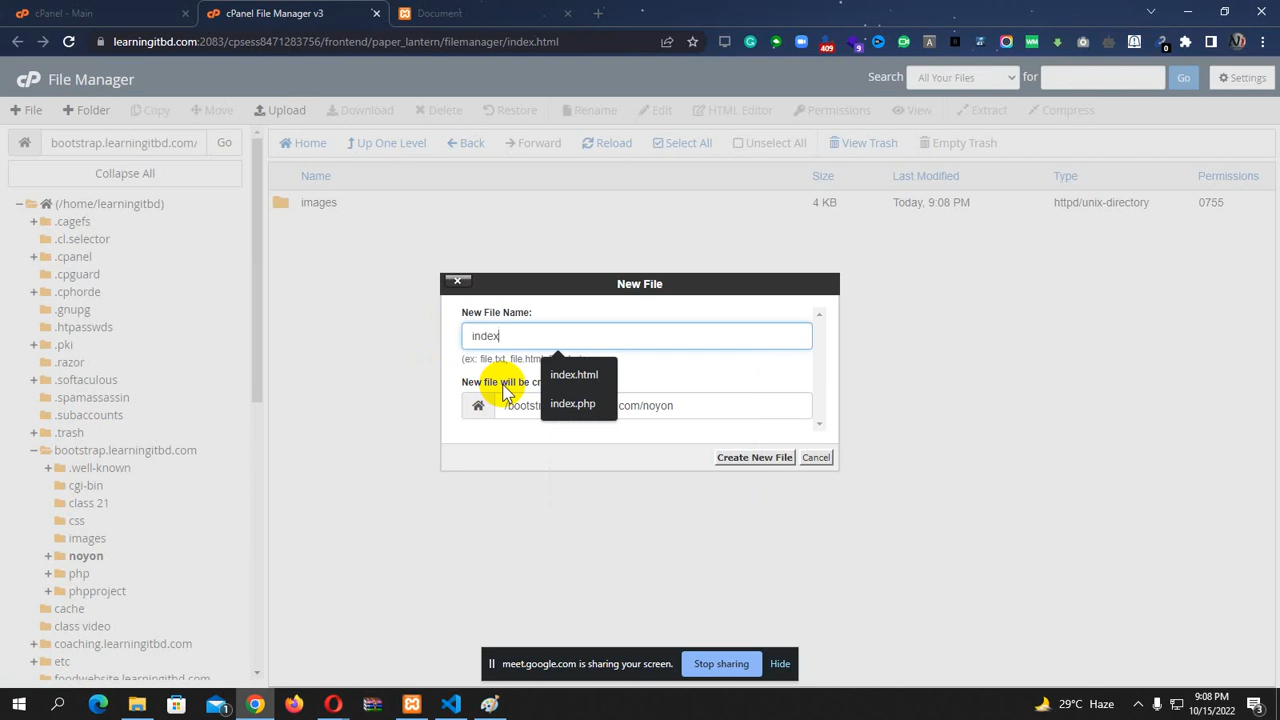 cPanel - Main
cPanel File Manager v3
Document
learningitbd.com:2083/cpsess8471283756/frontend/paper_lantern/filemanager/index.html
409
9
0
cP File Manager
Search All Your Files for Go Settings
File Folder Copy Move Upload Download Delete Restore Rename Edit HTML Editor Permissions View Extract Compress
bootstrap.learningitbd.com/ Go
Home Up One Level Back Forward Reload Select All Unselect All View Trash Empty Trash
Collapse All
Name Size Last Modified Type Permissions
images 4 KB Today, 9:08 PM httpd/unix-directory 0755
(/home/learningitbd)
.cagefs
.cl.selector
.cpanel
.cpguard
.cphorde
.gnupg
.htpasswds
.pki
.razor
.softaculous
.spamassassin
.subaccounts
.trash
bootstrap.learningitbd.com
.well-known
cgi-bin
class 21
css
images
noyon
php
phpproject
cache
class video
coaching.learningitbd.com
etc
foodwebsite.learningitbd.com
New File
New File Name:
index
(ex: file.txt, file.html,
index.html
New file will be cr
index.php
/bootst com/noyon
Create New File Cancel
meet.google.com is sharing your screen. Stop sharing Hide
1
29°C Haze
9:08 PM
10/15/2022
3